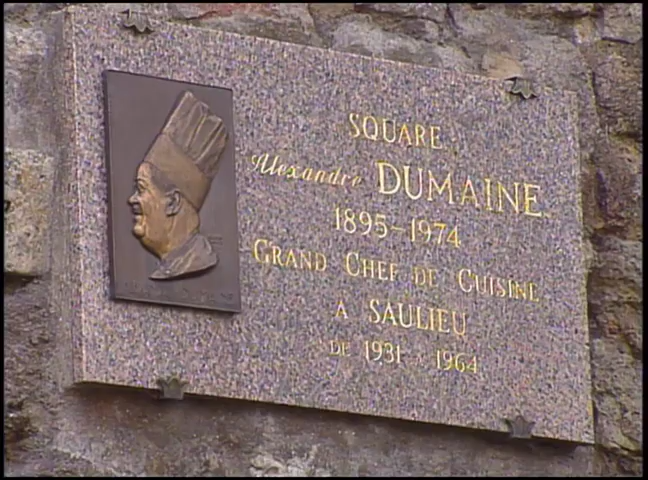 SQUARE
Alexandre DUMAINE
1895-1974
GRAND CHEF DE CUISINE
A SAULIEU
DE 1931 A 1964